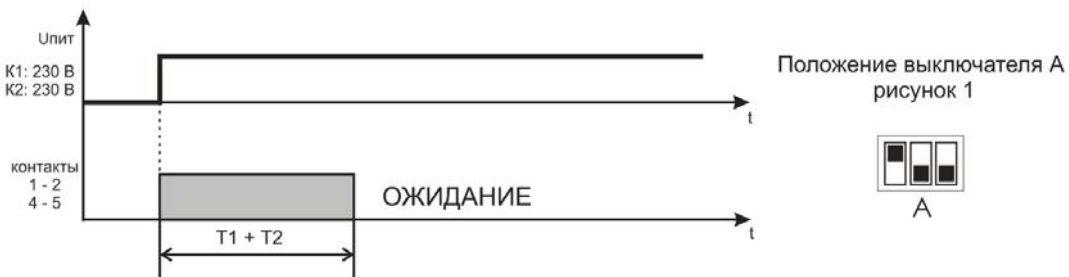 Uпит
К1: 230 В
К2: 230 В
t
контакты
1 - 2
4 - 5
ОЖИДАНИЕ
T1 + T2
t
Положение выключателя А
рисунок 1
А